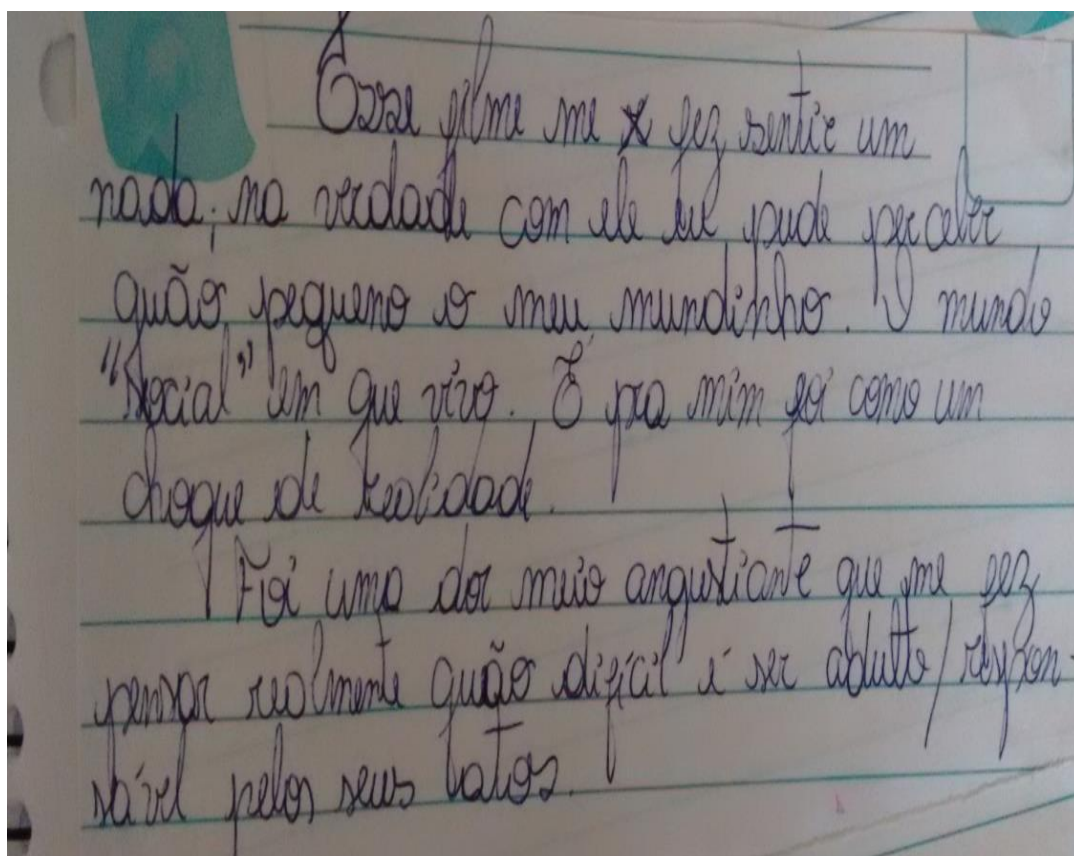 Esse filme me x fez sentir um
nada; na verdade com ele eu pude perceber
quão pequeno o meu mundinho. O mundo
"Social" em que vivo. É pra mim foi como um
choque de realidade.
Foi uma dor meio angustiante que me fez
pensar realmente quão difícil é ser adulto/respon-
sável pelos seus atos.